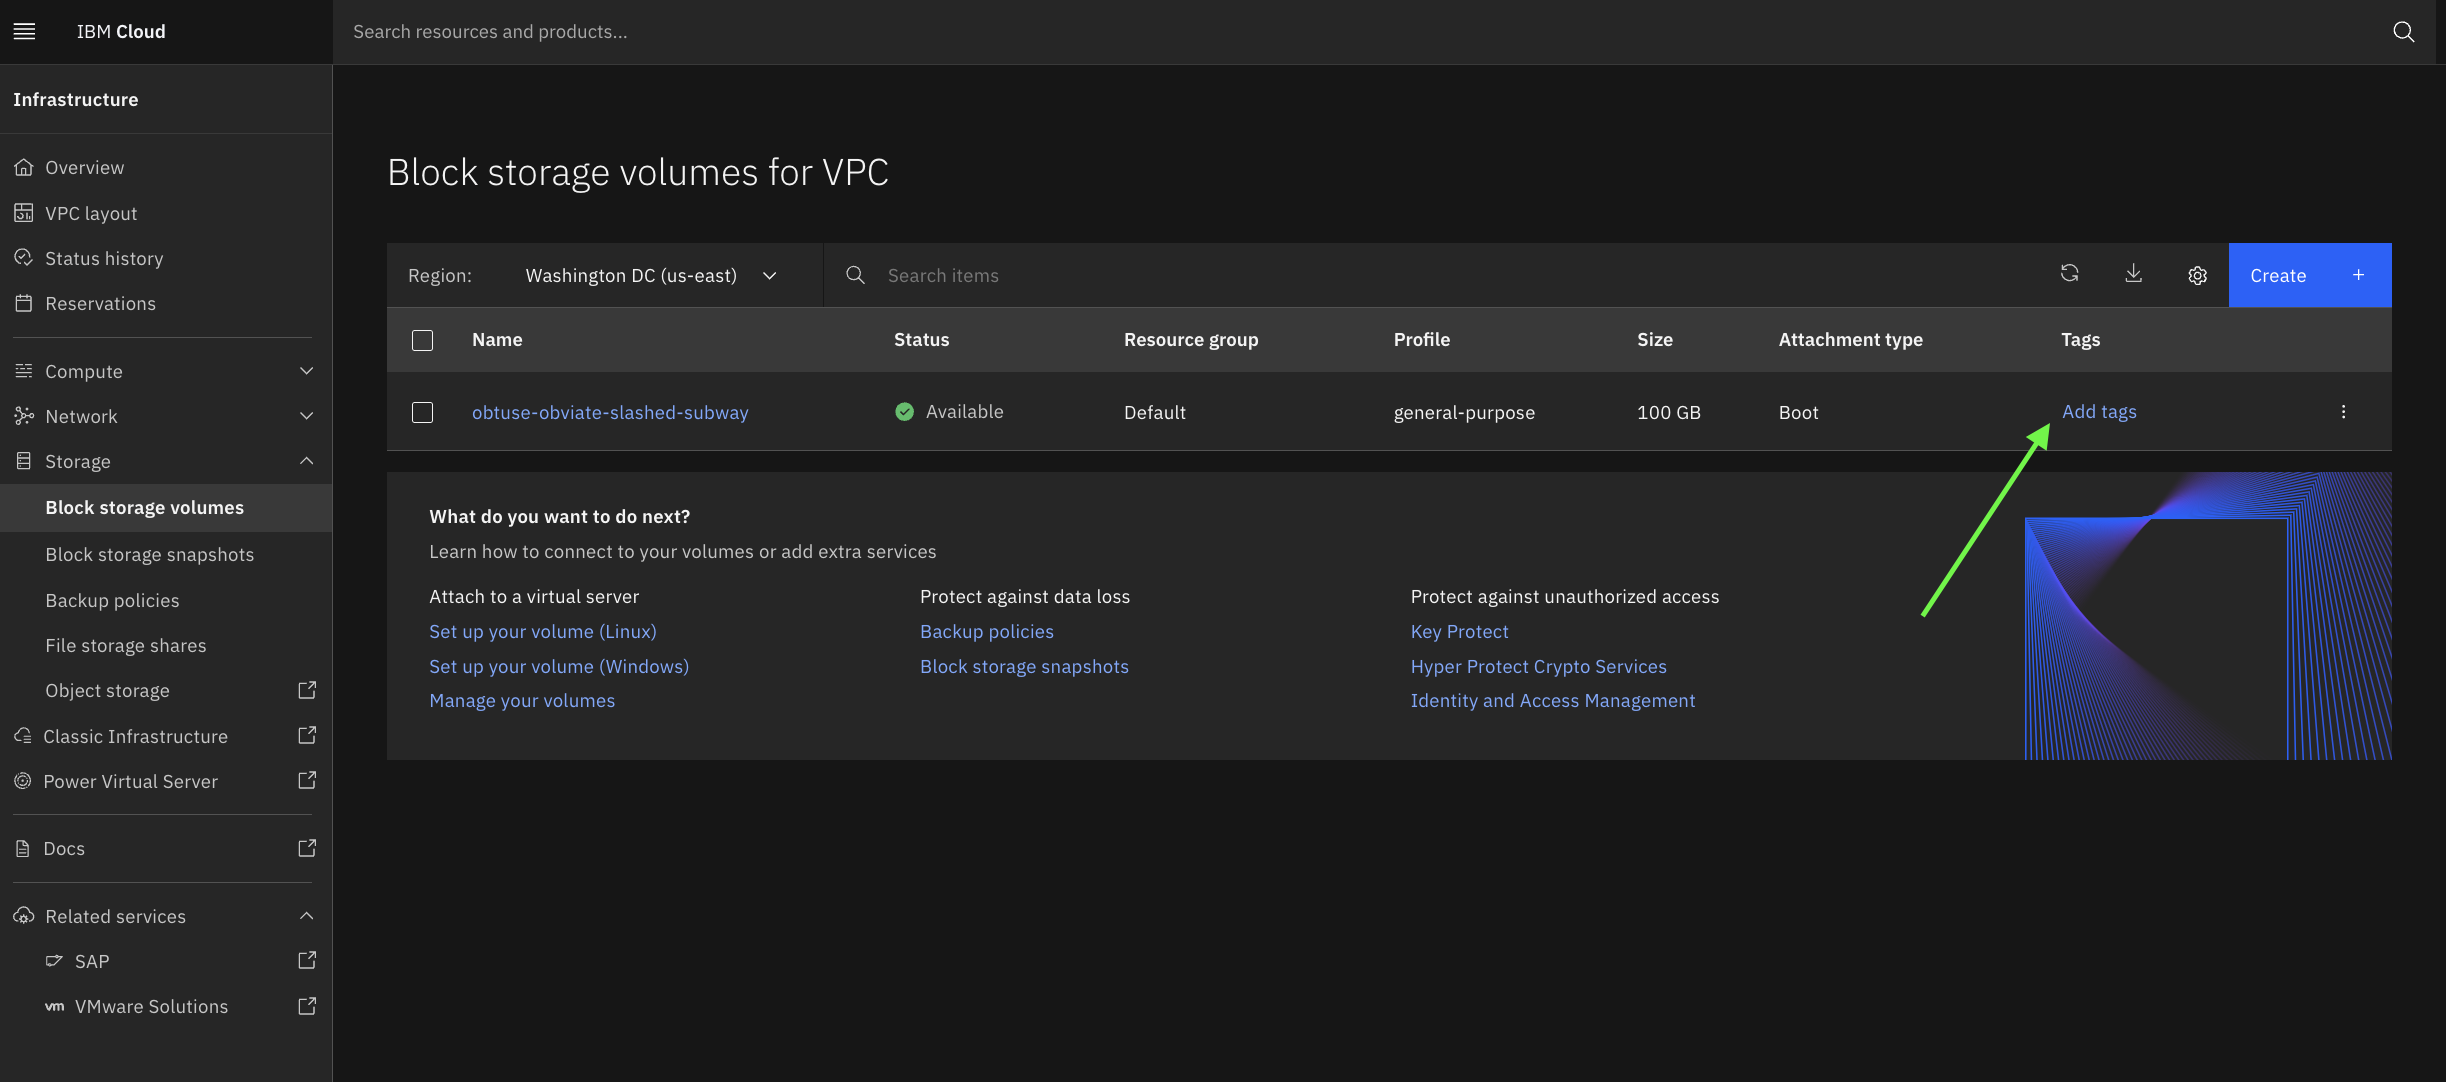 IBM Cloud
Search resources and products...
Infrastructure
Overview
VPC layout
Status history
Reservations
Compute
Network
Storage
Block storage volumes
Block storage snapshots
Backup policies
File storage shares
Object storage
Classic Infrastructure
Power Virtual Server
Docs
Related services
SAP
vm VMware Solutions
Block storage volumes for VPC
Region: Washington DC (us-east) Search items Create +
Name Status Resource group Profile Size Attachment type Tags
obtuse-obviate-slashed-subway Available Default general-purpose 100 GB Boot Add tags
What do you want to do next?
Learn how to connect to your volumes or add extra services
Attach to a virtual server
Set up your volume (Linux)
Set up your volume (Windows)
Manage your volumes
Protect against data loss
Backup policies
Block storage snapshots
Protect against unauthorized access
Key Protect
Hyper Protect Crypto Services
Identity and Access Management